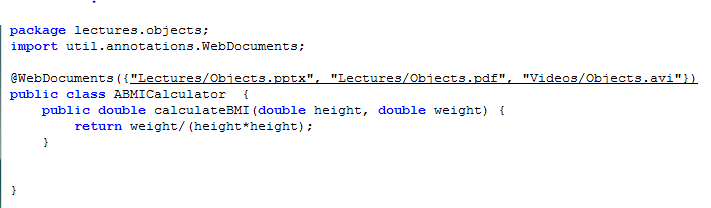 package lectures.objects;
import util.annotations.WebDocuments;
@WebDocuments({"Lectures/Objects.pptx", "Lectures/Objects.pdf", "Videos/Objects.avi"})
public class ABMICalculator  {
    public double calculateBMI(double height, double weight) {
        return weight/(height*height);
    }
}